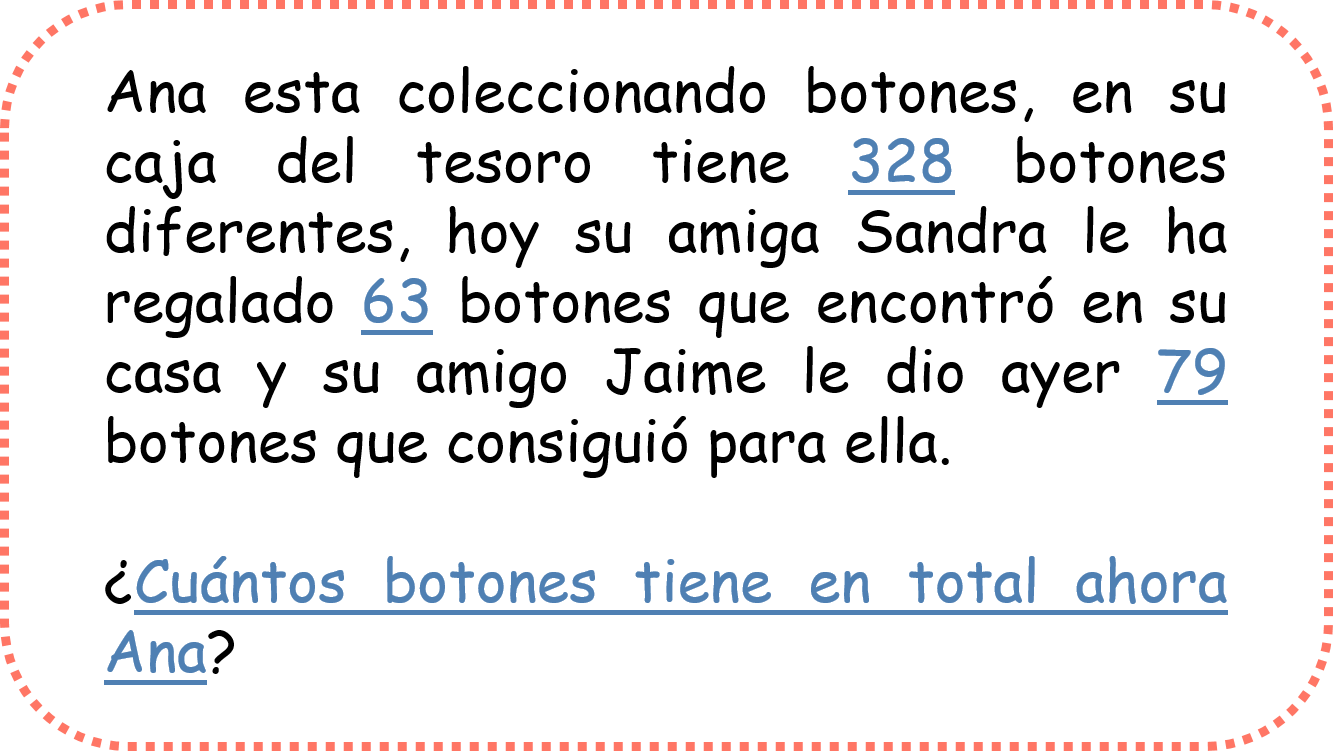 Ana esta coleccionando botones, en su
caja del tesoro tiene 328 botones
diferentes, hoy su amiga Sandra le ha
regalado 63 botones que encontró en su
casa y su amigo Jaime le dio ayer 79
botones que consiguió para ella.
¿Cuántos botones tiene en total ahora
Ana?